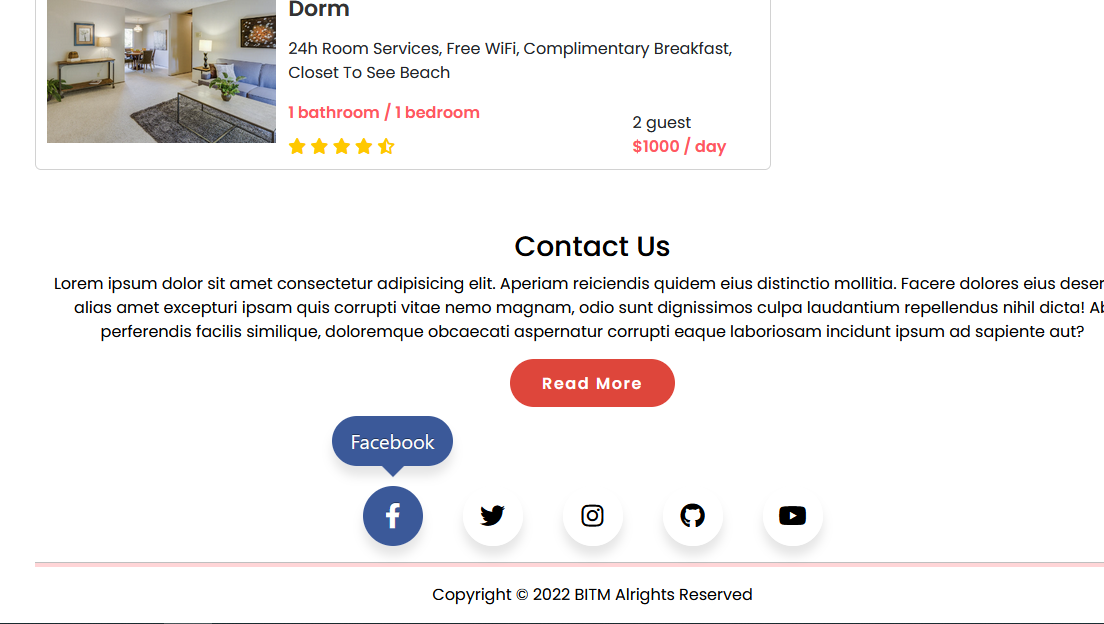 Dorm
24h Room Services, Free WiFi, Complimentary Breakfast,
Closet To See Beach
1 bathroom / 1 bedroom
2 guest
$1000 / day
Contact Us
Lorem ipsum dolor sit amet consectetur adipisicing elit. Aperiam reiciendis quidem eius distinctio mollitia. Facere dolores eius deser
alias amet excepturi ipsam quis corrupti vitae nemo magnam, odio sunt dignissimos culpa laudantium repellendus nihil dicta! Ab
perferendis facilis similique, doloremque obcaecati aspernatur corrupti eaque laboriosam incidunt ipsum ad sapiente aut?
Read More
Facebook
Copyright © 2022 BITM Alrights Reserved